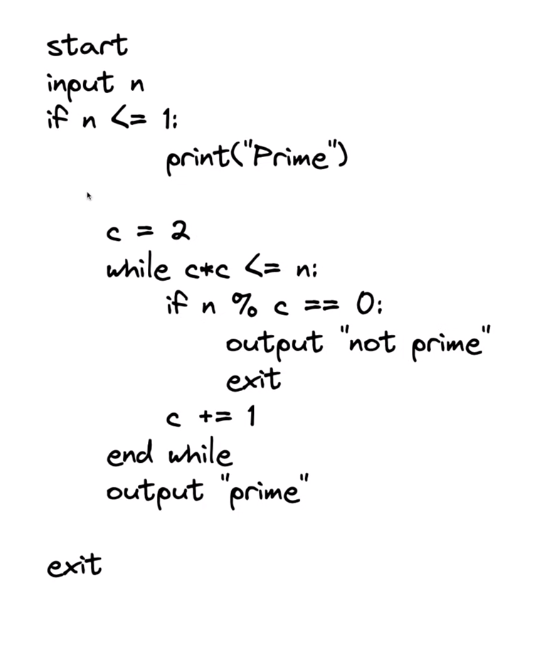 start
input n
if n <= 1:
print("Prime")
c = 2
while c*c <= n:
if n % c == 0:
output "not prime"
exit
c += 1
end while
output "prime"
exit